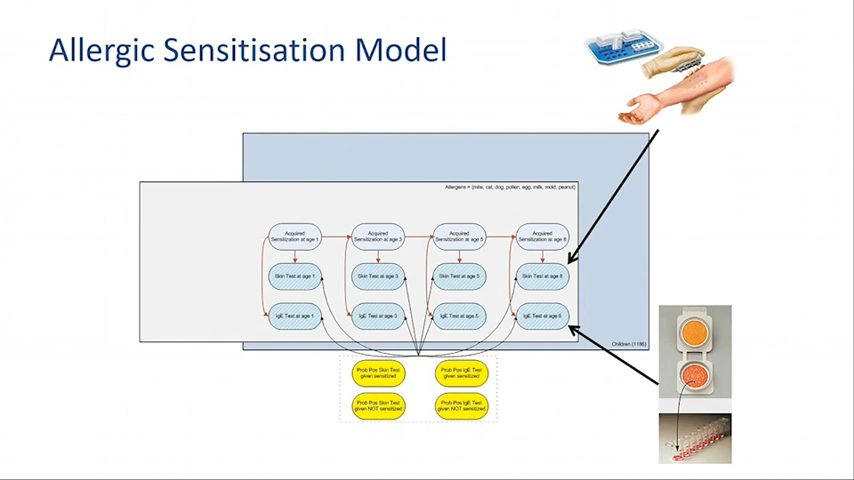 Allergic Sensitisation Model
Allergens = {mite, cat, dog, pollen, egg, milk, mold, peanut}
Acquired
Sensitization at age 1
Acquired
Sensitization at age 3
Acquired
Sensitization at age 5
Acquired
Sensitization at age 8
Skin Test at age 1
Skin Test at age 3
Skin Test at age 5
Skin Test at age 8
IgE Test at age 1
IgE Test at age 3
IgE Test at age 5
IgE Test at age 8
Children (1186)
Prob Pos Skin Test
given sensitized
Prob Pos IgE Test
given sensitized
Prob Pos Skin Test
given NOT sensitized
Prob Pos IgE Test
given NOT sensitized